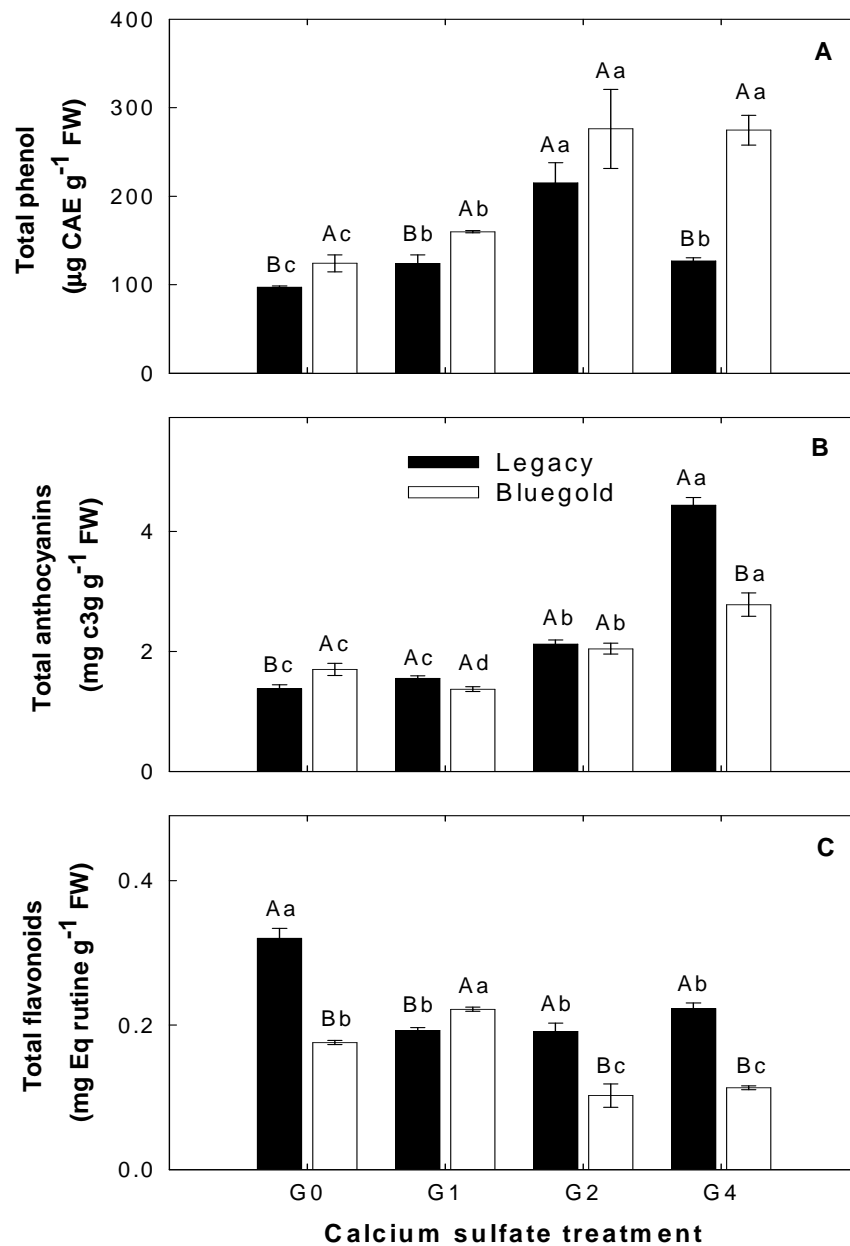 A
Total phenol
(µg CAE g-1 FW)
400
300
200
100
0
Bc
Ac
Bb
Ab
Aa
Aa
Bb
Aa
B
Legacy
Bluegold
Total anthocyanins
(mg c3g g-1 FW)
4
2
0
Bc
Ac
Ac
Ad
Ab
Ab
Aa
Ba
C
Total flavonoids
(mg Eq rutine g-1 FW)
0.4
0.2
0.0
Aa
Bb
Bb
Aa
Ab
Bc
Ab
Bc
G0 G1 G2 G4
Calcium sulfate treatment